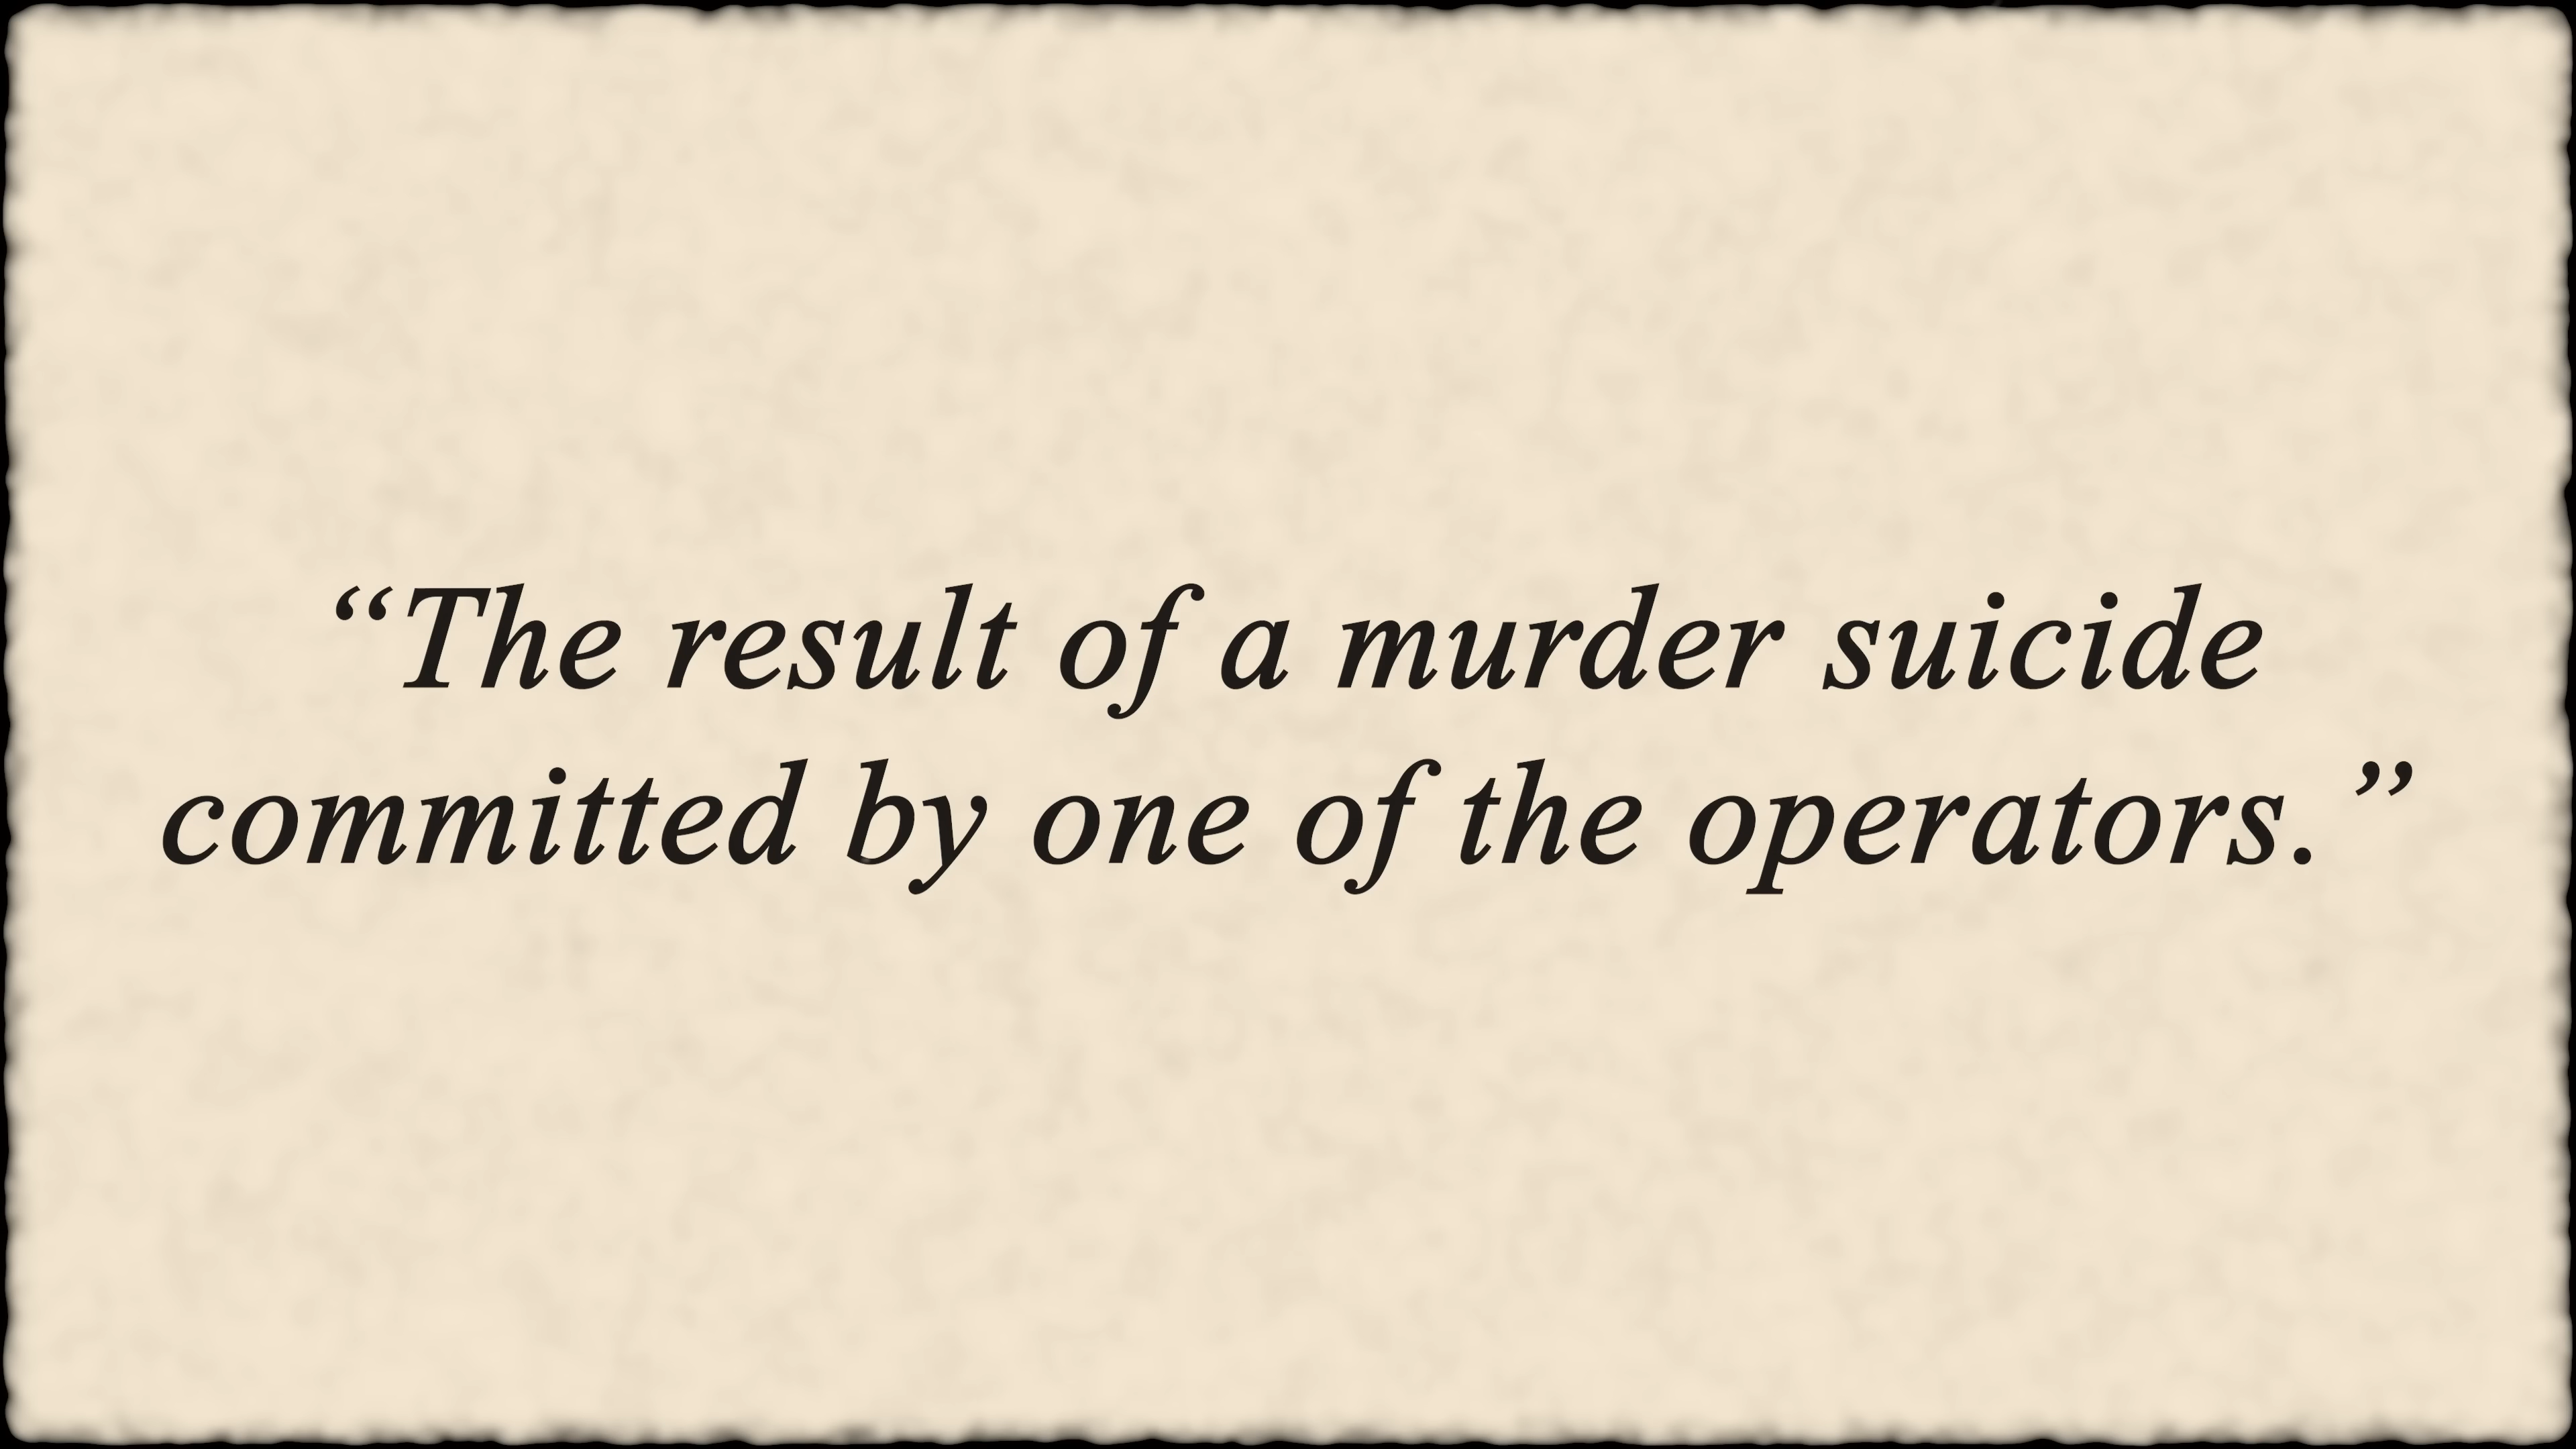 “The result of a murder suicide
committed by one of the operators.”